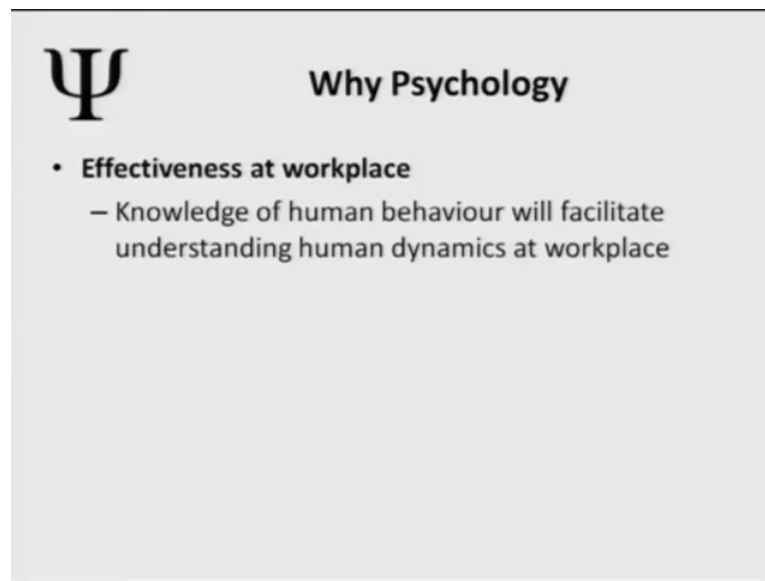 Ψ
Why Psychology
• Effectiveness at workplace
– Knowledge of human behaviour will facilitate
understanding human dynamics at workplace